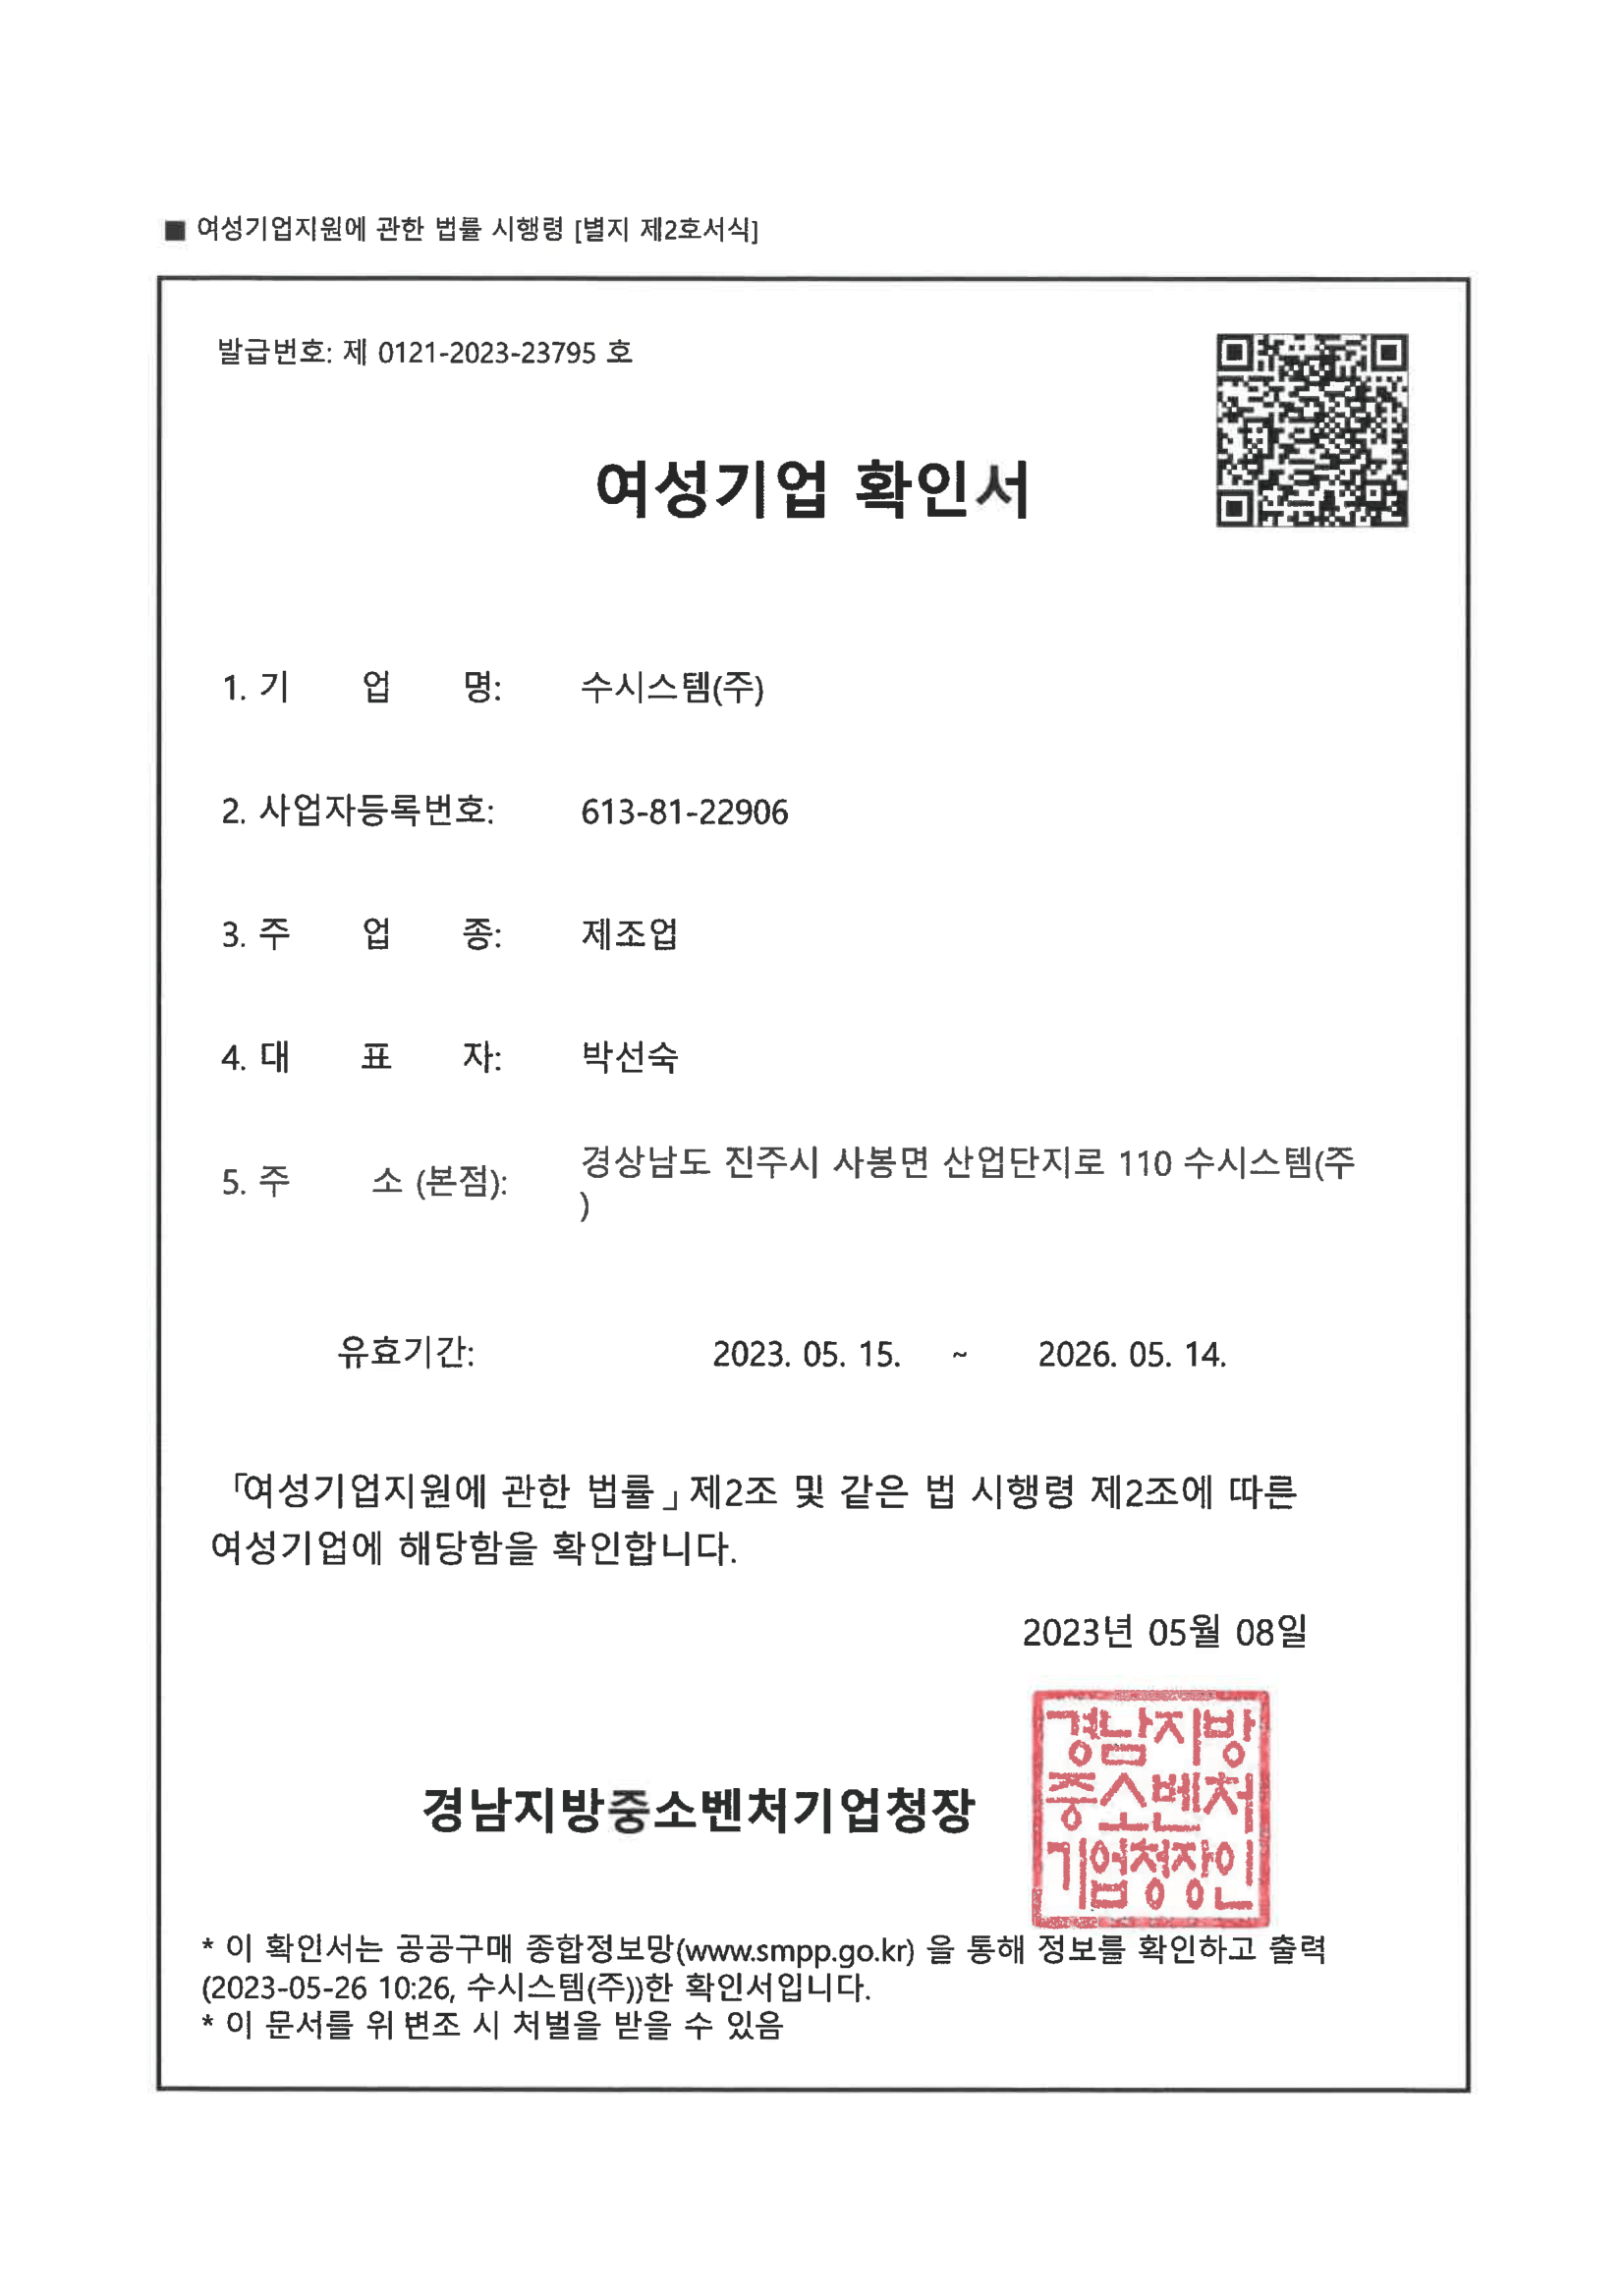 ■ 여성기업지원에 관한 법률 시행령 [별지 제2호서식]
발급번호: 제 0121-2023-23795 호
여성기업 확인서
1. 기 업 명: 수시스템(주)
2. 사업자등록번호: 613-81-22906
3. 주 업 종: 제조업
4. 대 표 자: 박선숙
5. 주 소 (본점): 경상남도 진주시 사봉면 산업단지로 110 수시스템(주
)
유효기간: 2023. 05. 15. ~ 2026. 05. 14.
「여성기업지원에 관한 법률」제2조 및 같은 법 시행령 제2조에 따른
여성기업에 해당함을 확인합니다.
2023년 05월 08일
경남지방중소벤처기업청장
경남지방
중소벤처
기업청장인
* 이 확인서는 공공구매 종합정보망(www.smpp.go.kr) 을 통해 정보를 확인하고 출력
(2023-05-26 10:26, 수시스템(주))한 확인서입니다.
* 이 문서를 위 변조 시 처벌을 받을 수 있음